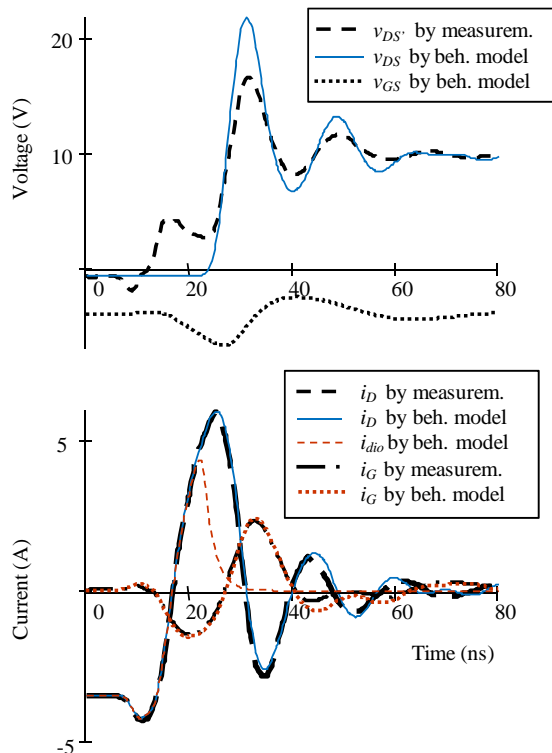 20
10
Voltage (V)
v_DS' by measurem.
v_DS by beh. model
v_GS by beh. model
0 20 40 60 80
5
-5
Current (A)
i_D by measurem.
i_D by beh. model
i_dio by beh. model
i_G by measurem.
i_G by beh. model
0 20 40 60 80
Time (ns)